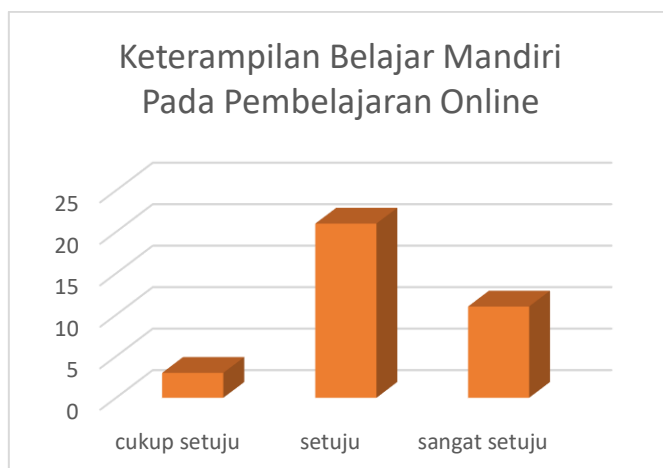 Keterampilan Belajar Mandiri
Pada Pembelajaran Online
25
20
15
10
5
0
cukup setuju
setuju
sangat setuju